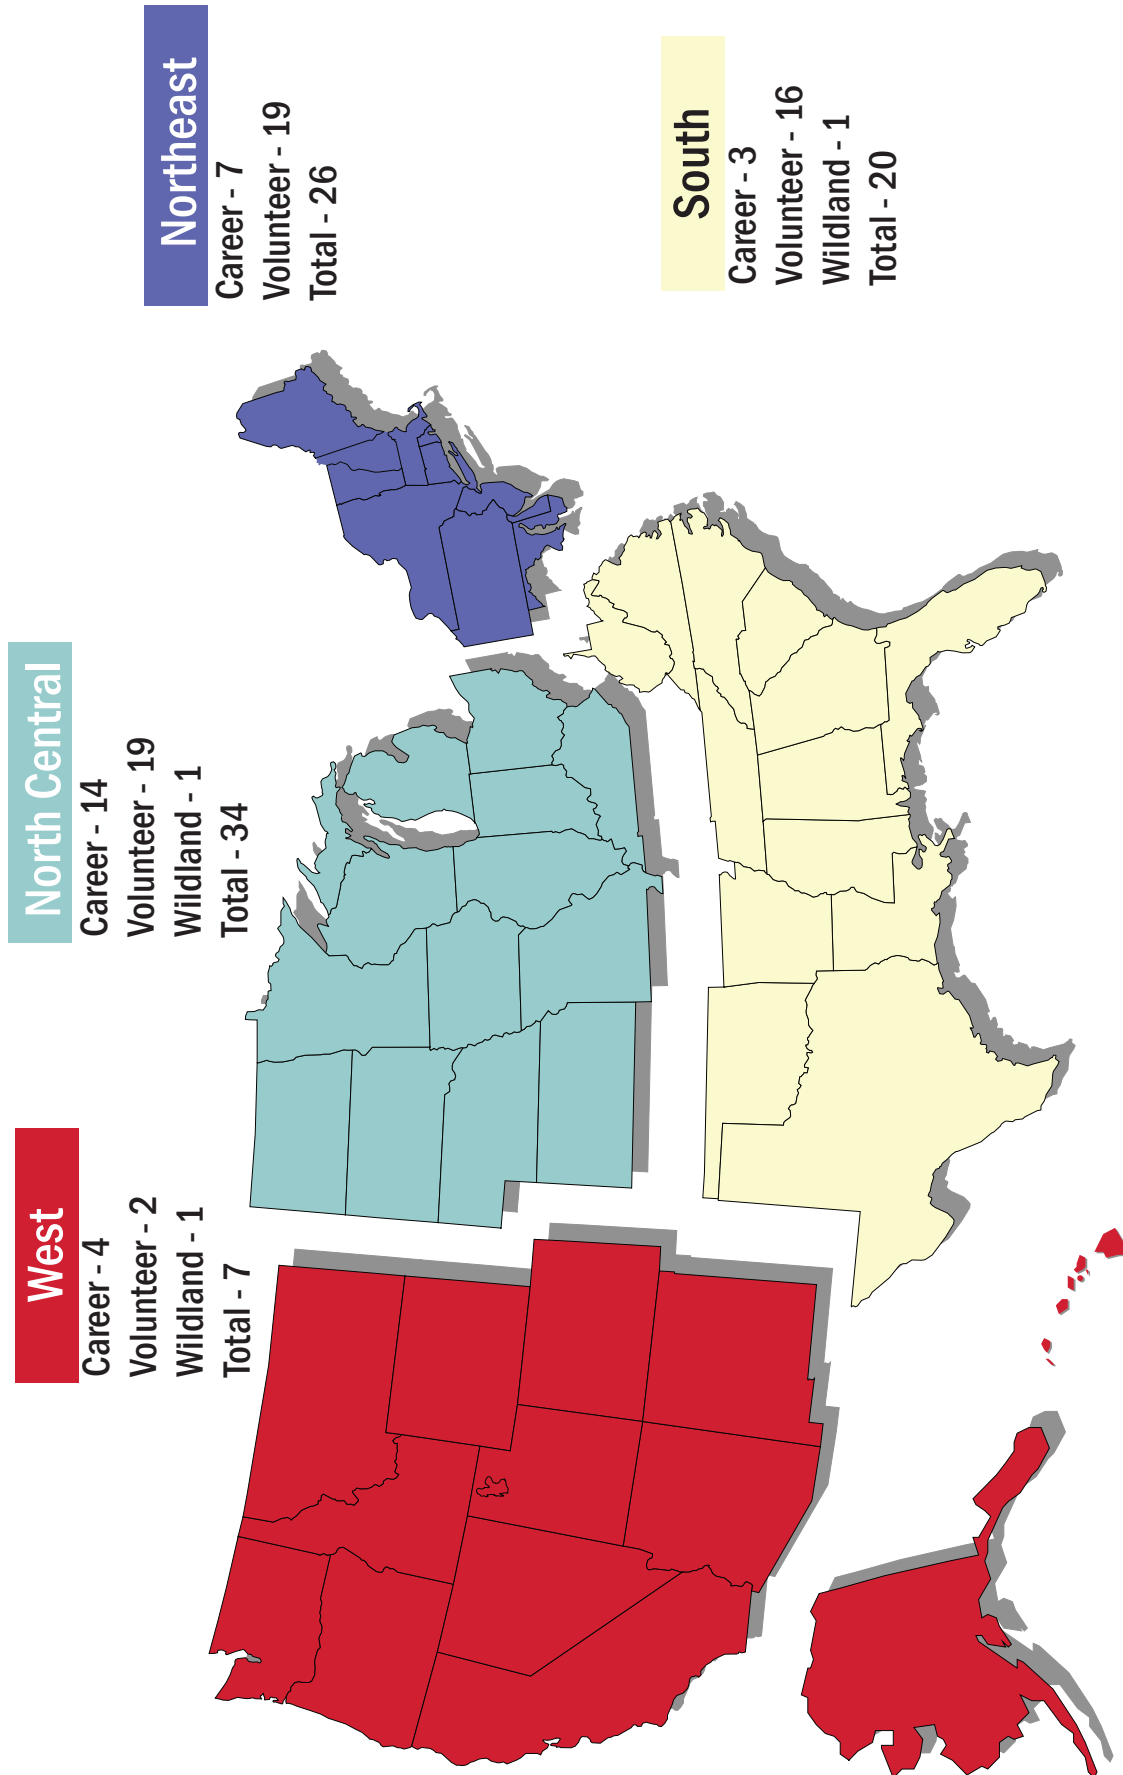 West
Career - 4
Volunteer - 2
Wildland - 1
Total - 7
North Central
Career - 14
Volunteer - 19
Wildland - 1
Total - 34
Northeast
Career - 7
Volunteer - 19
Total - 26
South
Career - 3
Volunteer - 16
Wildland - 1
Total - 20